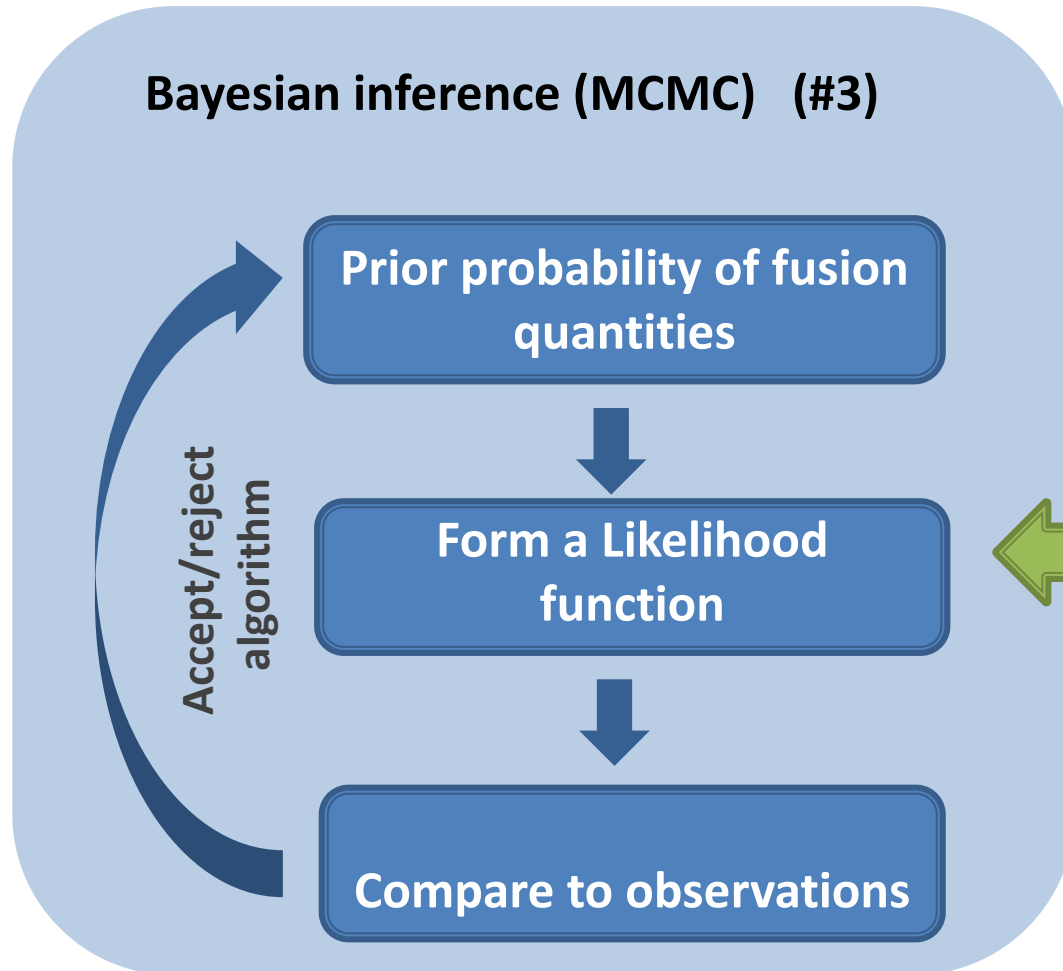 Bayesian inference (MCMC) (#3)
Prior probability of fusion
quantities
Accept/reject
algorithm
Form a Likelihood
function
Compare to observations